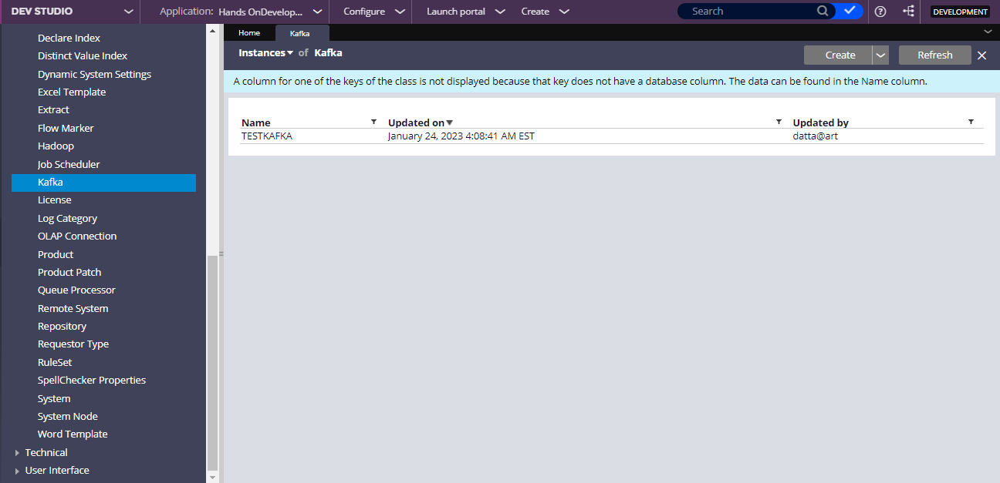 DEV STUDIO Application: Hands OnDevelop... Configure Launch portal Create Search DEVELOPMENT
Declare Index
Distinct Value Index
Dynamic System Settings
Excel Template
Extract
Flow Marker
Hadoop
Job Scheduler
Kafka
License
Log Category
OLAP Connection
Product
Product Patch
Queue Processor
Remote System
Repository
Requestor Type
RuleSet
SpellChecker Properties
System
System Node
Word Template
Technical
User Interface
Home Kafka
Instances of Kafka Create Refresh
A column for one of the keys of the class is not displayed because that key does not have a database column. The data can be found in the Name column.
Name Updated on Updated by
TESTKAFKA January 24, 2023 4:08:41 AM EST datta@art